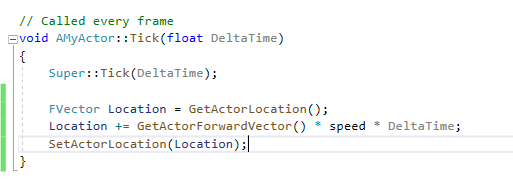 // Called every frame
void AMyActor::Tick(float DeltaTime)
{
    Super::Tick(DeltaTime);

    FVector Location = GetActorLocation();
    Location += GetActorForwardVector() * speed * DeltaTime;
    SetActorLocation(Location);
}